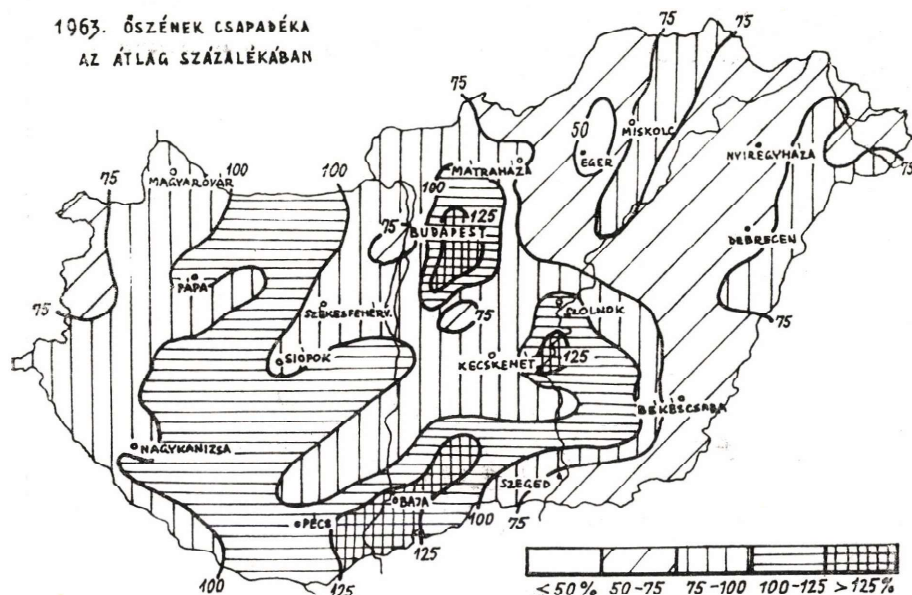 1963. ŐSZÉNEK CSAPADÉKA
AZ ÁTLAG SZÁZALÉKÁBAN
75
75
75
50
MISKOLC
EGER
NYIREGYHÁZA
75
MÁTRAHÁZA
75
MAGYARÓVÁR
100
100
100
125
BUDAPEST
75
DEBRECEN
PÁPA
75
SZÉKESFEHÉRV.
75
SZOLNOK
75
SIÓFOK
KECSKEMÉT
125
BÉKÉSCSABA
NAGYKANIZSA
SZEGED
BAJA
PÉCS
100
75
125
100
125
≤ 50 % 50-75 75-100 100-125 >125%